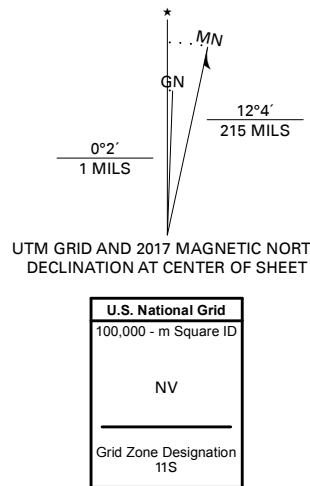 ★
MN
GN
12°4´
215 MILS
0°2´
1 MILS
UTM GRID AND 2017 MAGNETIC NORT
DECLINATION AT CENTER OF SHEET
U.S. National Grid
100,000 - m Square ID
NV
Grid Zone Designation
11S